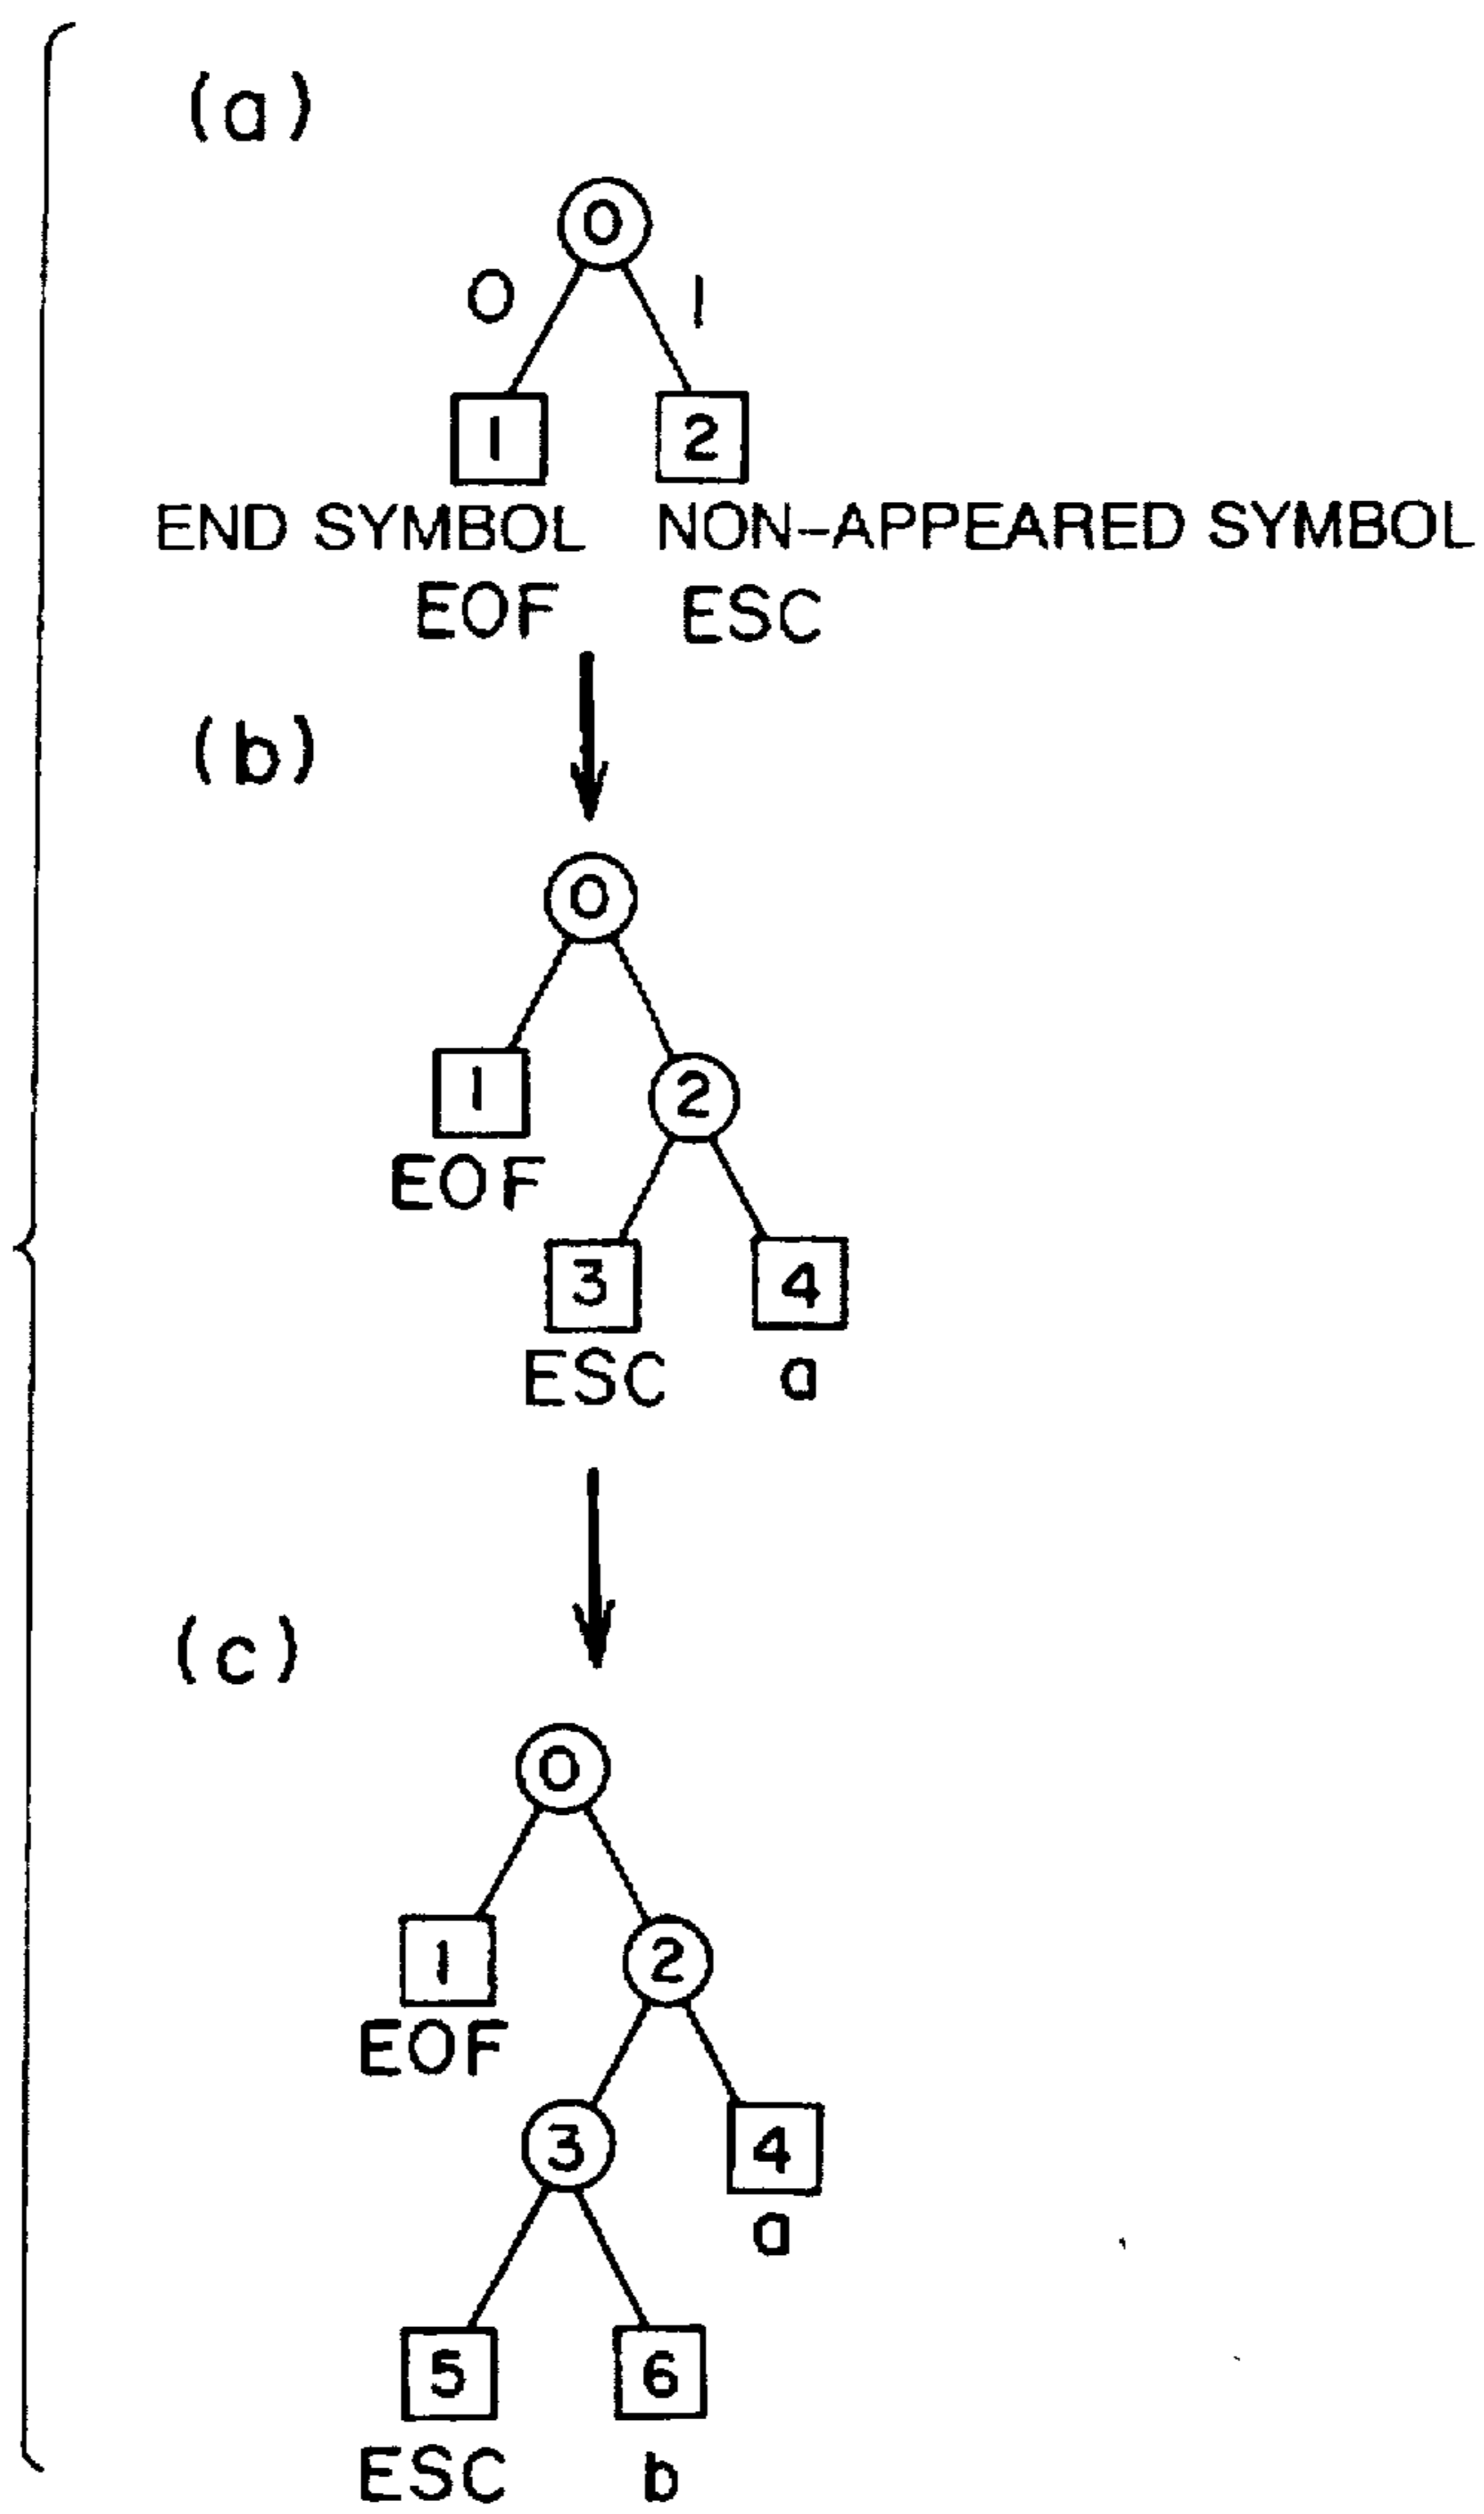 (a)
0
0 1
1 2
END SYMBOL NON-APPEARED SYMBOL
EOF ESC
(b)
0
1 2
EOF
3 4
ESC a
(c)
0
1 2
EOF
3 4
a
5 6
ESC b